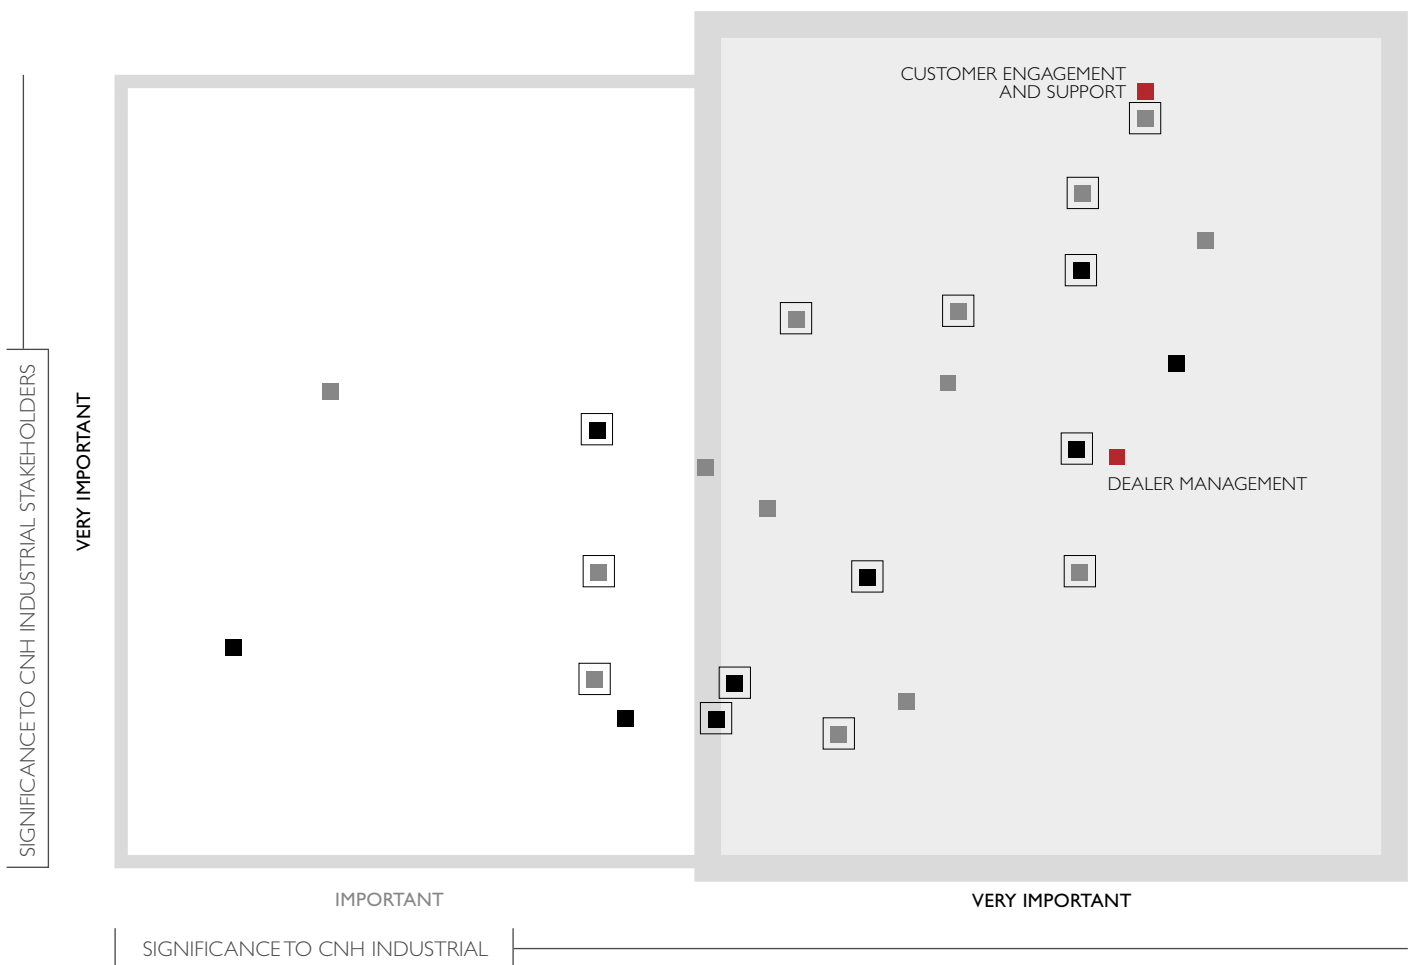 CUSTOMER ENGAGEMENT
AND SUPPORT
DEALER MANAGEMENT
SIGNIFICANCE TO CNH INDUSTRIAL STAKEHOLDERS
VERY IMPORTANT
IMPORTANT
VERY IMPORTANT
SIGNIFICANCE TO CNH INDUSTRIAL